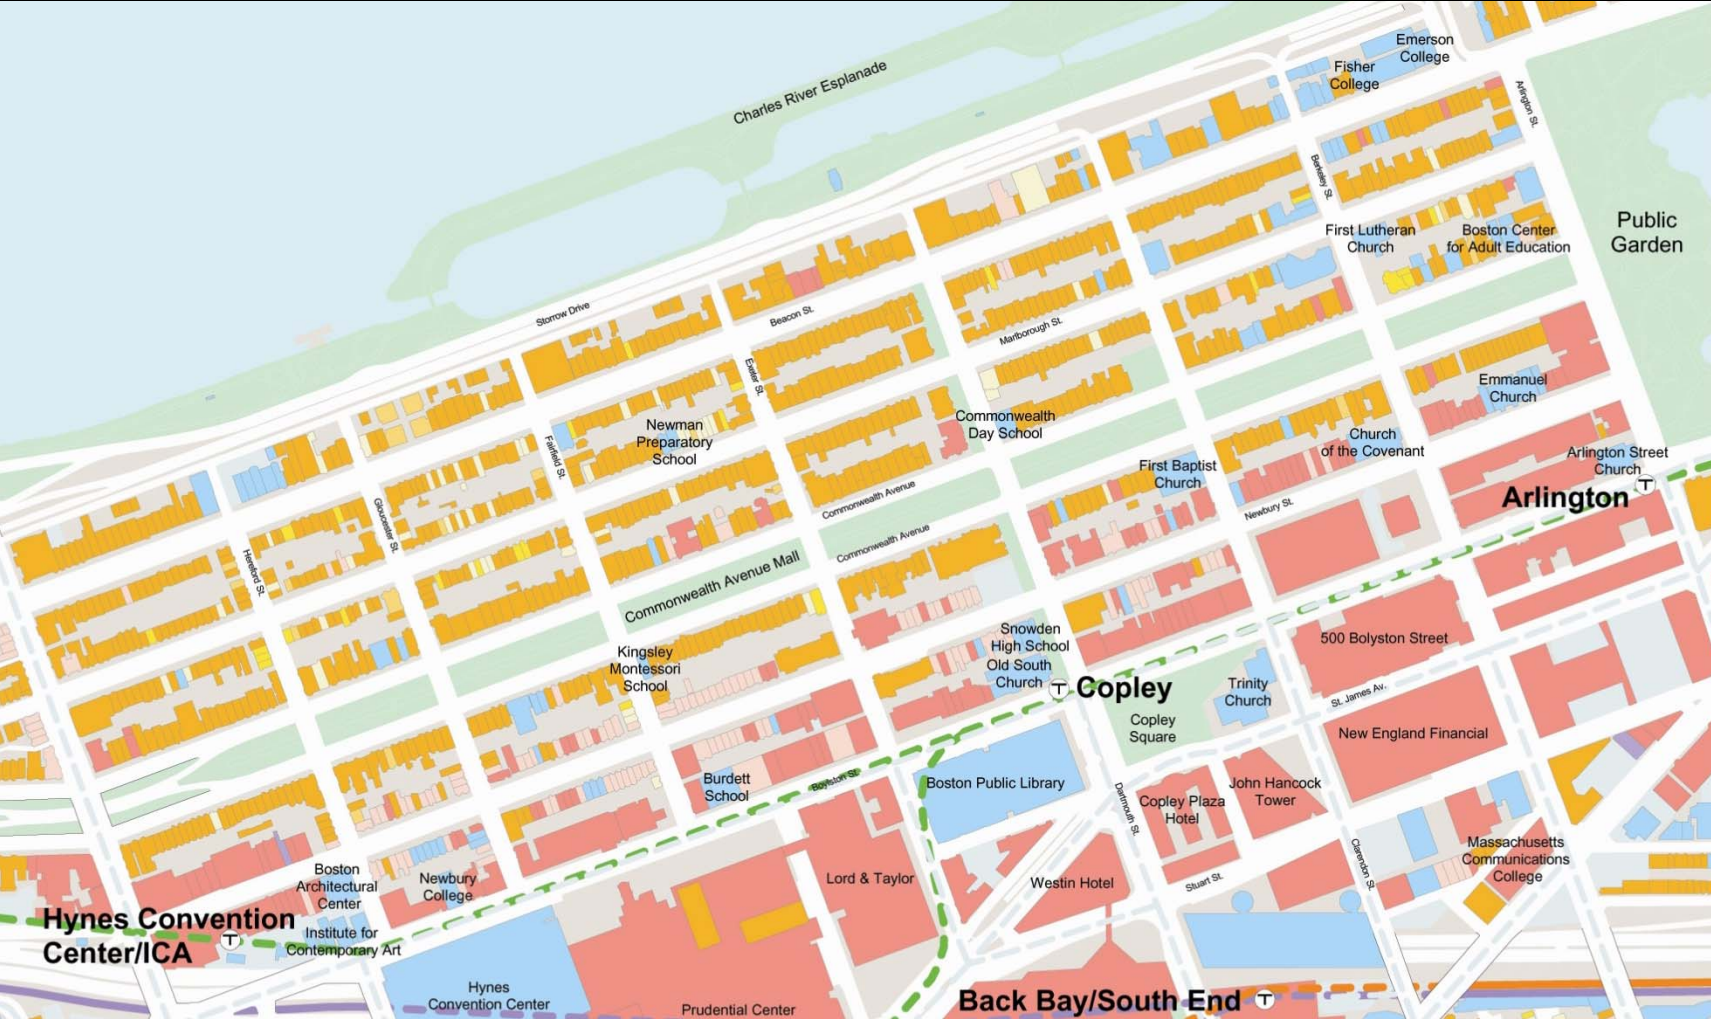 Emerson
College
Fisher
College
Charles River Esplanade
Arlington St.
Berkeley St.
Public
Garden
First Lutheran
Church
Boston Center
for Adult Education
Storrow Drive
Beacon St.
Marlborough St.
Exeter St.
Emmanuel
Church
Newman
Preparatory
School
Commonwealth
Day School
Fairfield St.
Church
of the Covenant
Arlington Street
Church
First Baptist
Church
Arlington
T
Commonwealth Avenue
Newbury St.
Gloucester St.
Commonwealth Avenue
Hereford St.
Commonwealth Avenue Mall
Snowden
High School
Old South
Church
500 Bolyston Street
Kingsley
Montessori
School
T
Copley
Trinity
Church
St. James Av.
Copley
Square
New England Financial
Burdett
School
Boylston St.
Boston Public Library
John Hancock
Tower
Copley Plaza
Hotel
Dartmouth St.
Massachusetts
Communications
College
Clarendon St.
Boston
Architectural
Center
Newbury
College
Lord & Taylor
Westin Hotel
Stuart St.
Hynes Convention
Center/ICA
T
Institute for
Contemporary Art
Hynes
Convention Center
Prudential Center
Back Bay/South End
T